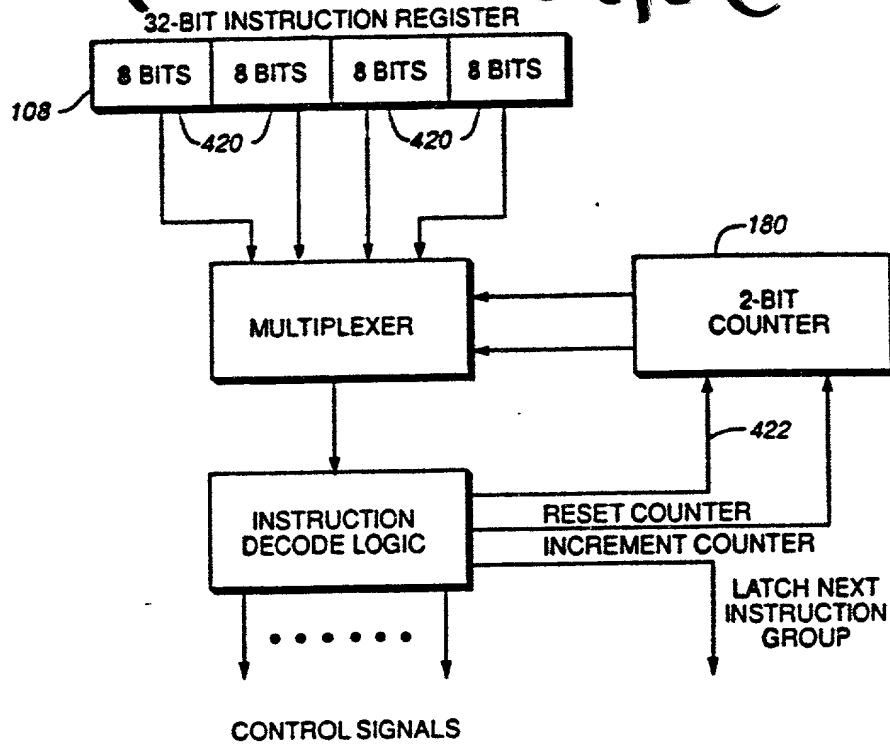 32-BIT INSTRUCTION REGISTER
8 BITS 8 BITS 8 BITS 8 BITS
108
420 420
180
MULTIPLEXER
2-BIT
COUNTER
422
INSTRUCTION
DECODE LOGIC
RESET COUNTER
INCREMENT COUNTER
LATCH NEXT
INSTRUCTION
GROUP
CONTROL SIGNALS